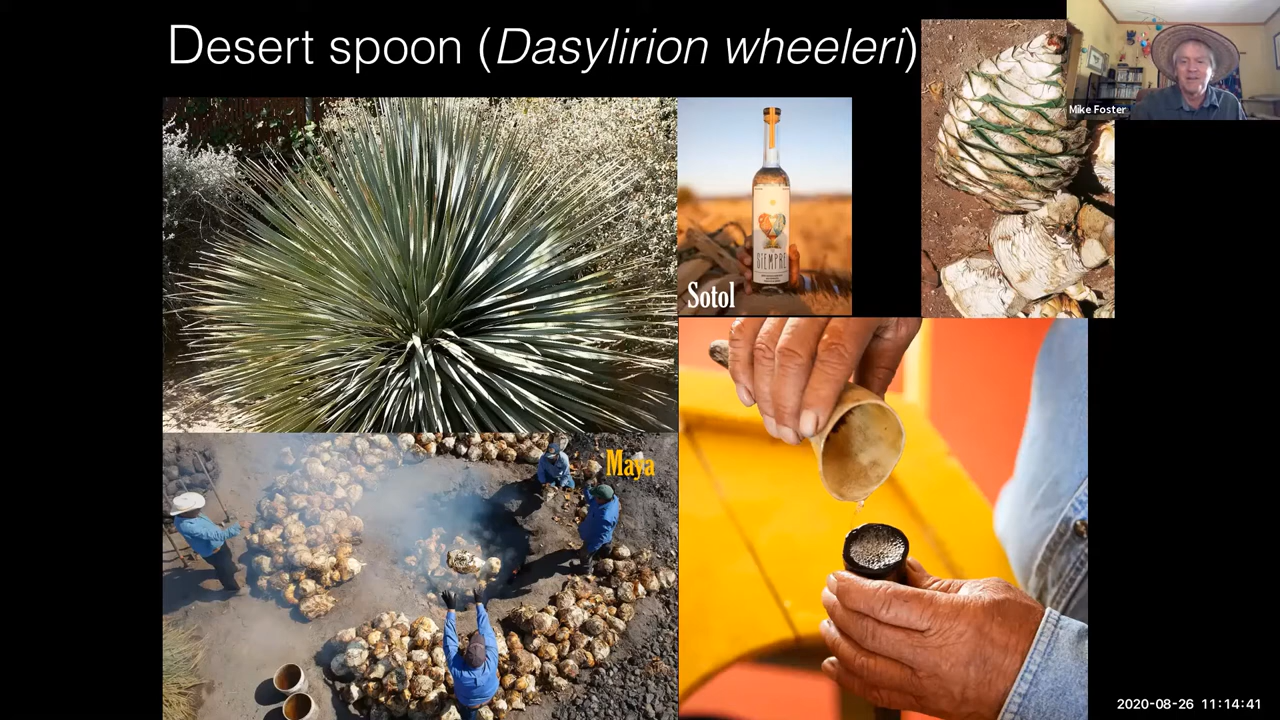 Desert spoon (Dasylirion wheeleri)
Mike Foster
SIEMPRE
Sotol
Maya
2020-08-26 11:14:41